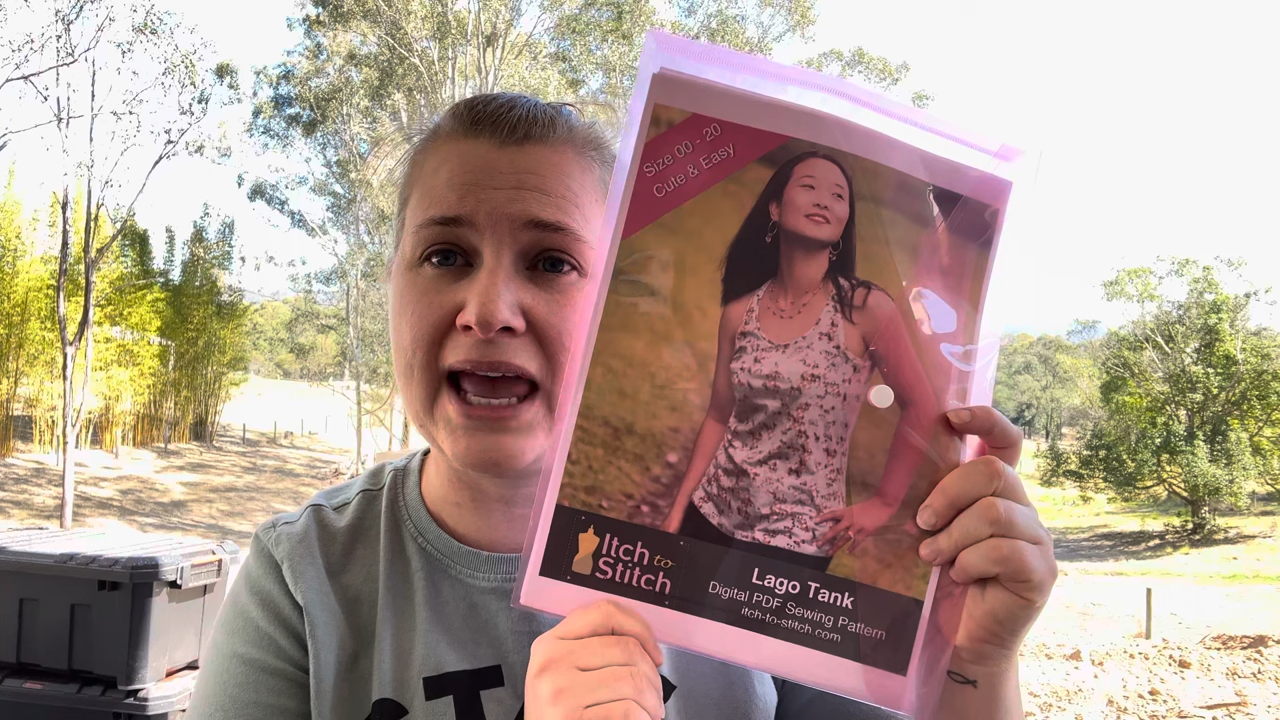 Size 00 - 20
Cute & Easy
Itch to
Stitch
Lago Tank
Digital PDF Sewing Pattern
itch-to-stitch.com